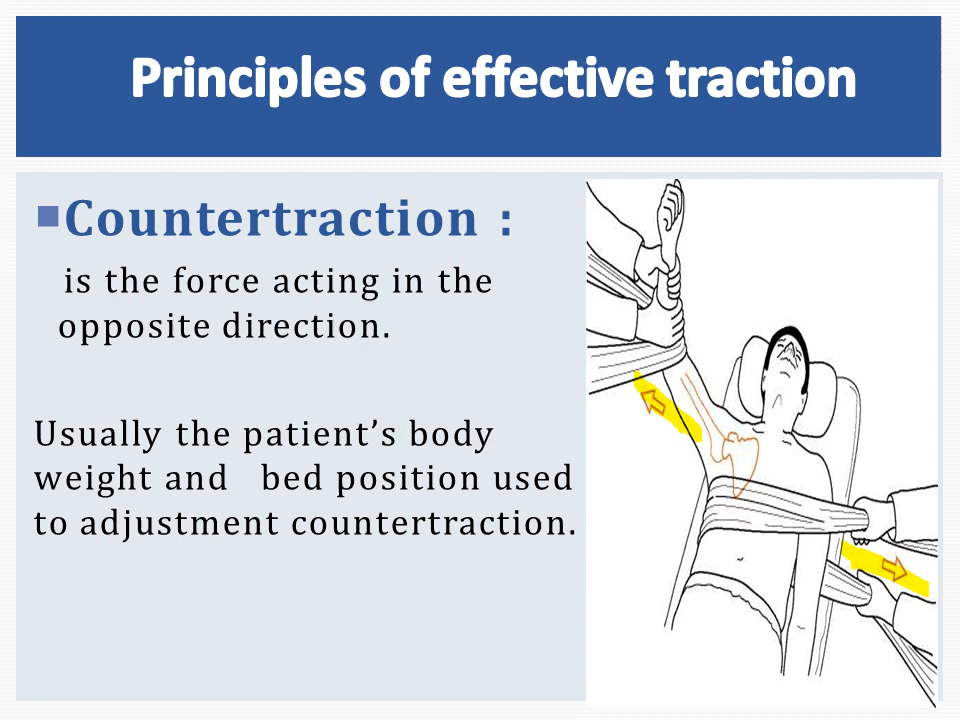 Principles of effective traction
Countertraction :
is the force acting in the
opposite direction.
Usually the patient’s body
weight and bed position used
to adjustment countertraction.